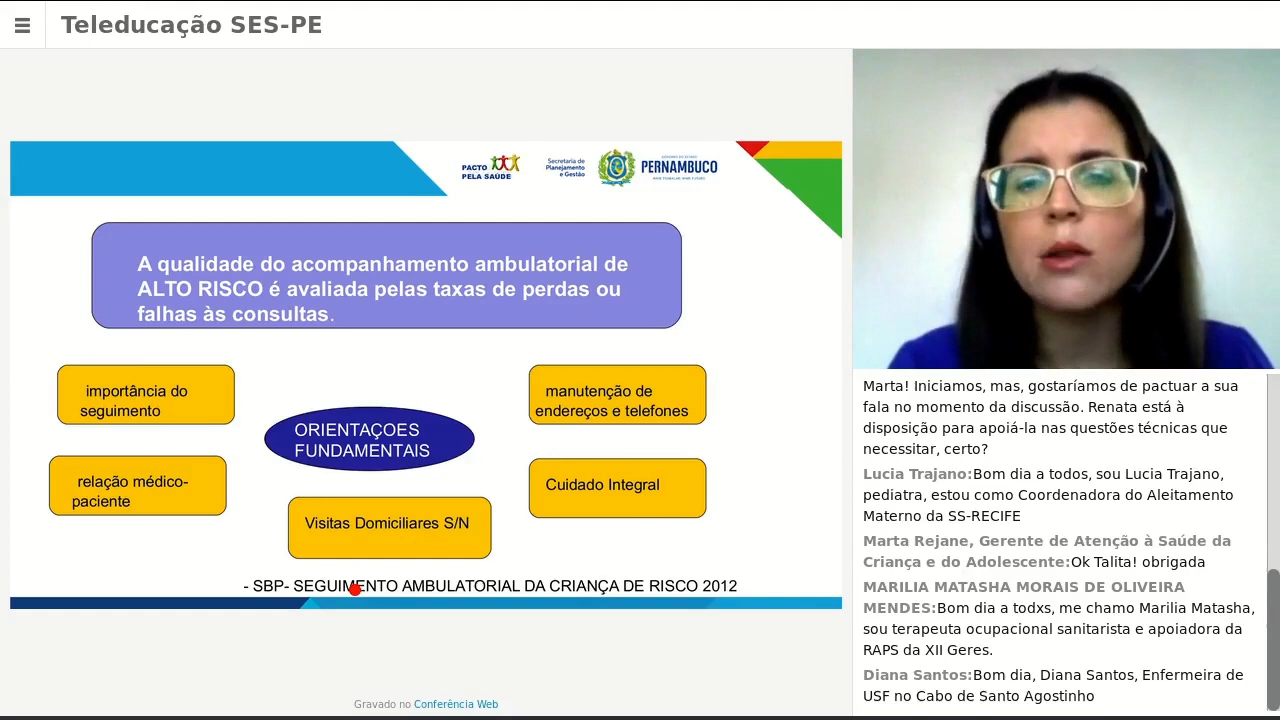 Teleducação SES-PE
PACTO
PELA SAÚDE
Secretaria de
Planejamento
e Gestão
PERNAMBUCO
A qualidade do acompanhamento ambulatorial de
ALTO RISCO é avaliada pelas taxas de perdas ou
falhas às consultas.
importância do
seguimento
manutenção de
endereços e telefones
ORIENTAÇOES
FUNDAMENTAIS
relação médico-
paciente
Cuidado Integral
Visitas Domiciliares S/N
- SBP- SEGUIMENTO AMBULATORIAL DA CRIANÇA DE RISCO 2012
Gravado no Conferência Web
Marta! Iniciamos, mas, gostaríamos de pactuar a sua
fala no momento da discussão. Renata está à
disposição para apoiá-la nas questões técnicas que
necessitar, certo?
Lucia Trajano:Bom dia a todos, sou Lucia Trajano,
pediatra, estou como Coordenadora do Aleitamento
Materno da SS-RECIFE
Marta Rejane, Gerente de Atenção à Saúde da
Criança e do Adolescente:Ok Talita! obrigada
MARILIA MATASHA MORAIS DE OLIVEIRA
MENDES:Bom dia a todxs, me chamo Marilia Matasha,
sou terapeuta ocupacional sanitarista e apoiadora da
RAPS da XII Geres.
Diana Santos:Bom dia, Diana Santos, Enfermeira de
USF no Cabo de Santo Agostinho